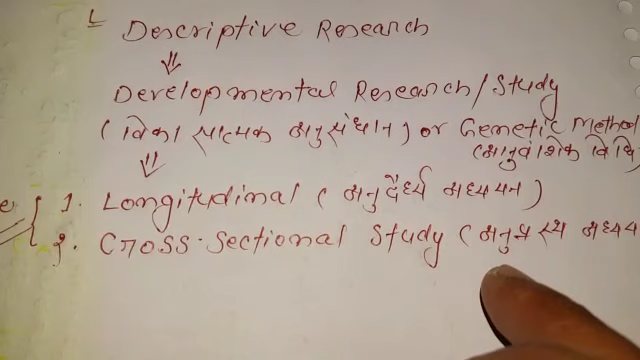 Descriptive Research
⇓
Developmental Research/Study
(विकासात्मक अनुसंधान) or Genetic Method
(आनुवांशिक विधि
1. Longitudinal (अनुदैर्ध्य अध्ययन)
2. Cross-Sectional Study (अनुप्रस्थ अध्यय